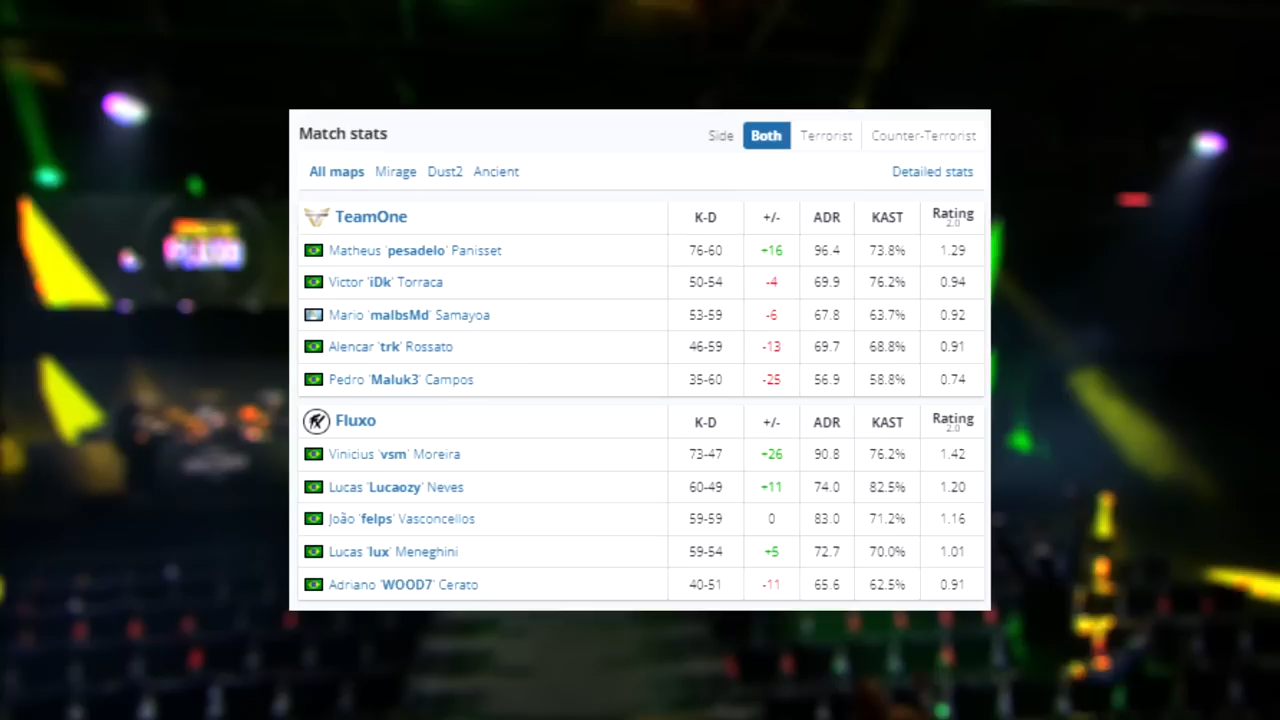 Match stats Side Both Terrorist Counter-Terrorist
All maps Mirage Dust2 Ancient Detailed stats
TeamOne K-D +/- ADR KAST Rating 2.0
Matheus 'pesadelo' Panisset 76-60 +16 96.4 73.8% 1.29
Victor 'iDk' Torraca 50-54 -4 69.9 76.2% 0.94
Mario 'malbsMd' Samayoa 53-59 -6 67.8 63.7% 0.92
Alencar 'trk' Rossato 46-59 -13 69.7 68.8% 0.91
Pedro 'Maluk3' Campos 35-60 -25 56.9 58.8% 0.74
Fluxo K-D +/- ADR KAST Rating 2.0
Vinicius 'vsm' Moreira 73-47 +26 90.8 76.2% 1.42
Lucas 'Lucaozy' Neves 60-49 +11 74.0 82.5% 1.20
João 'felps' Vasconcellos 59-59 0 83.0 71.2% 1.16
Lucas 'lux' Meneghini 59-54 +5 72.7 70.0% 1.01
Adriano 'WOOD7' Cerato 40-51 -11 65.6 62.5% 0.91